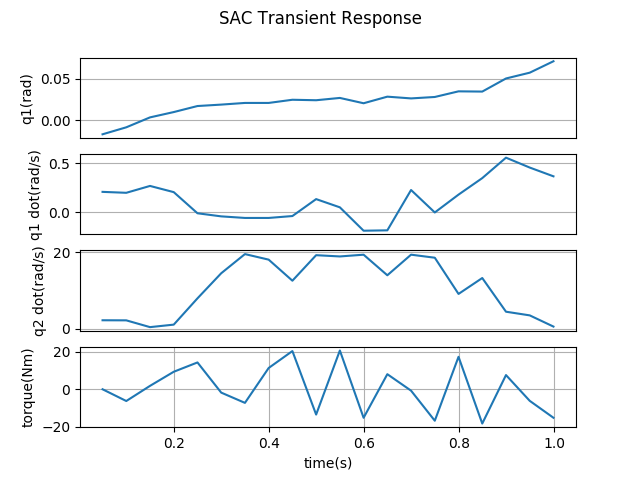 SAC Transient Response
q1(rad)
0.05
0.00
q1 dot(rad/s)
0.5
0.0
q2 dot(rad/s)
20
0
torque(Nm)
20
0
−20
0.2 0.4 0.6 0.8 1.0
time(s)